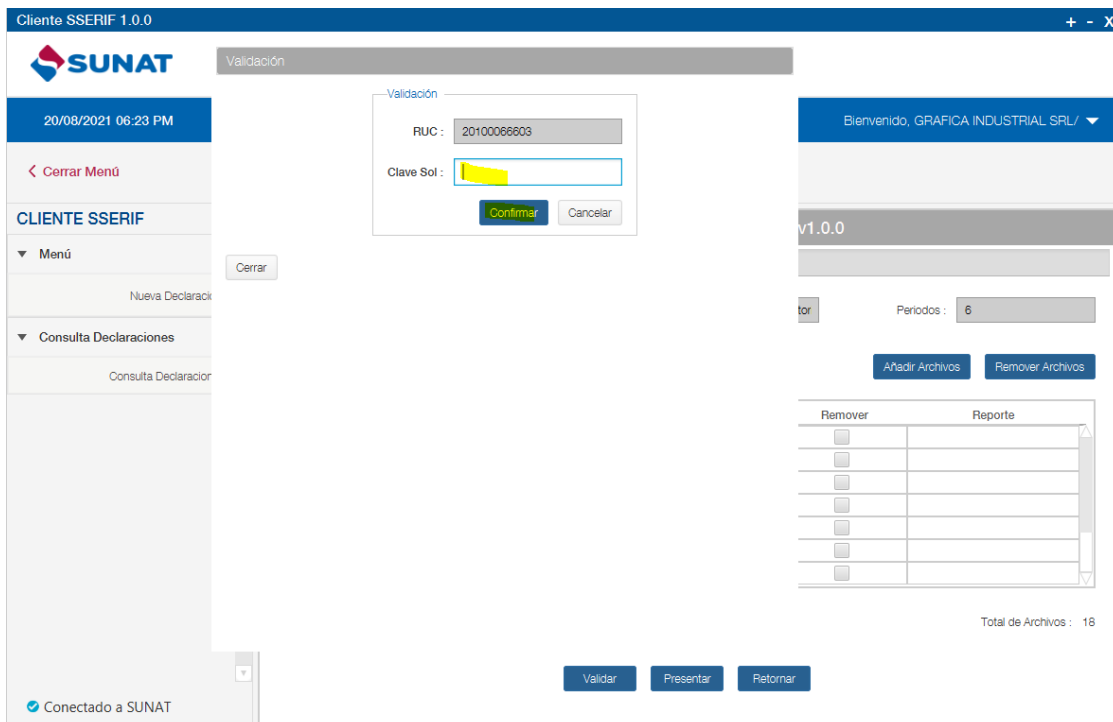 Cliente SSERIF 1.0.0
+ - X
SUNAT
Validación
20/08/2021 06:23 PM
Bienvenido, GRAFICA INDUSTRIAL SRL/
Validación
RUC : 20100066603
Clave Sol :
Confirmar Cancelar
Cerrar
Cerrar Menú
CLIENTE SSERIF
v1.0.0
Menú
Nueva Declaraci
tor Periodos : 6
Consulta Declaraciones
Consulta Declaracion
Añadir Archivos Remover Archivos
Remover Reporte
Total de Archivos : 18
Validar Presentar Retornar
Conectado a SUNAT